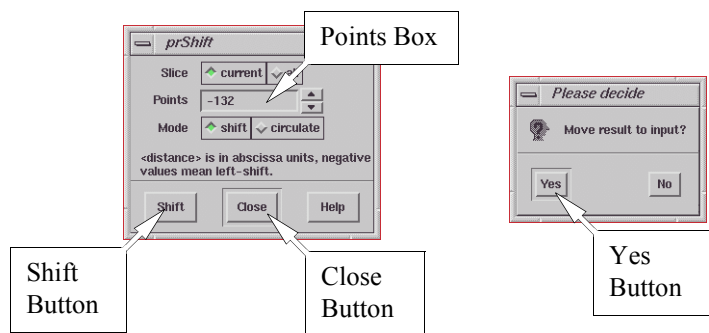 Points Box
prShift
Slice current
Points -132
Mode shift circulate
<distance> is in abscissa units, negative
values mean left-shift.
Shift Close Help
Shift
Button
Close
Button
Please decide
Move result to input?
Yes No
Yes
Button